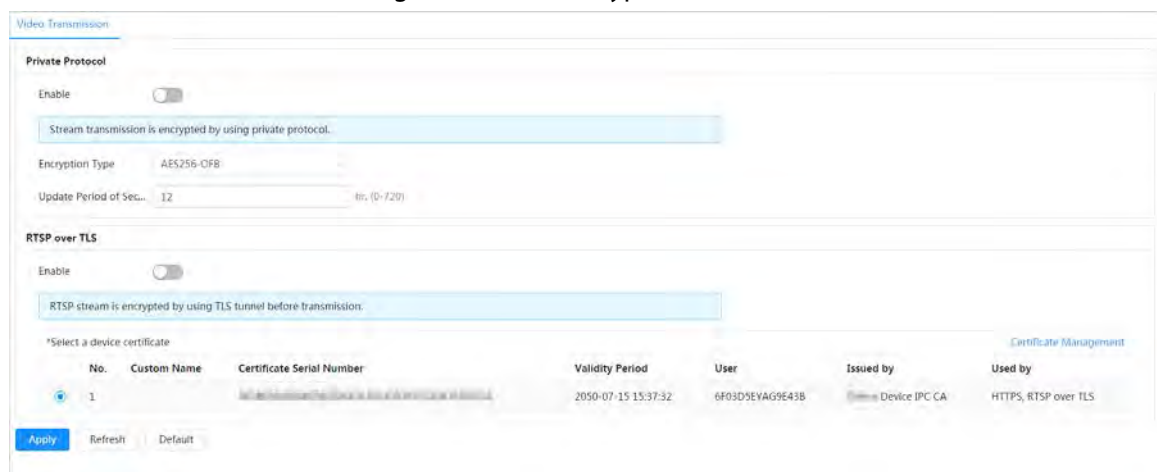 Video Transmission
Private Protocol
Enable
Stream transmission is encrypted by using private protocol.
Encryption Type AES256-OFB
Update Period of Sec... 12 hr. (0-720)
RTSP over TLS
Enable
RTSP stream is encrypted by using TLS tunnel before transmission.
*Select a device certificate Certificate Management
No. Custom Name Certificate Serial Number Validity Period User Issued by Used by
1 2050-07-15 15:37:32 6F03D5EYAG9E43B Device IPC CA HTTPS, RTSP over TLS
Apply Refresh Default